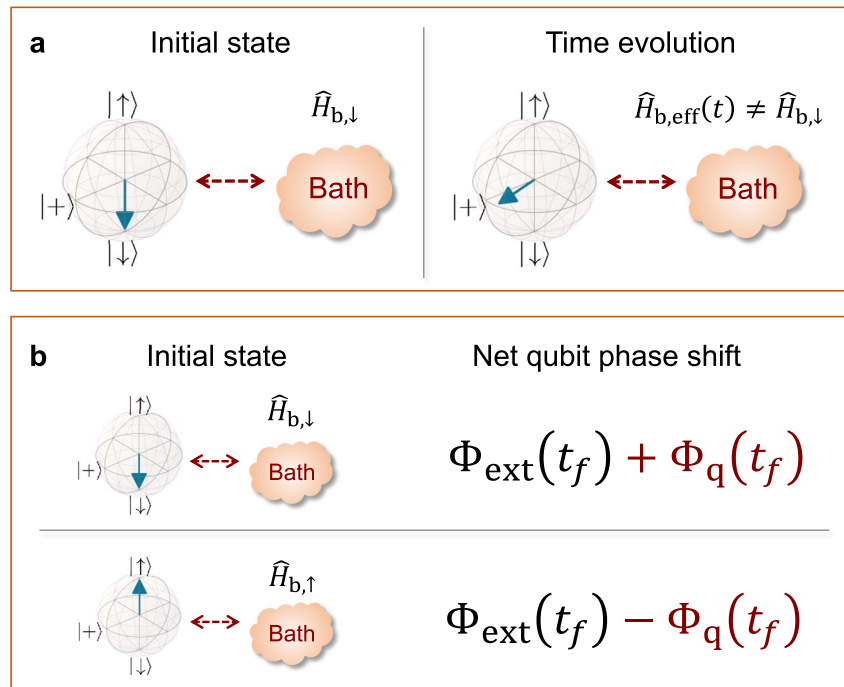 a
Initial state
Time evolution
|↑⟩
Ĥb,↓
|↑⟩
Ĥb,eff(t) ≠ Ĥb,↓
Bath
Bath
|+⟩
|+⟩
|↓⟩
|↓⟩
b
Initial state
Net qubit phase shift
|↑⟩
Ĥb,↓
Φext(tf) + Φq(tf)
|+⟩
Bath
|↓⟩
|↑⟩
Ĥb,↑
Φext(tf) − Φq(tf)
|+⟩
Bath
|↓⟩